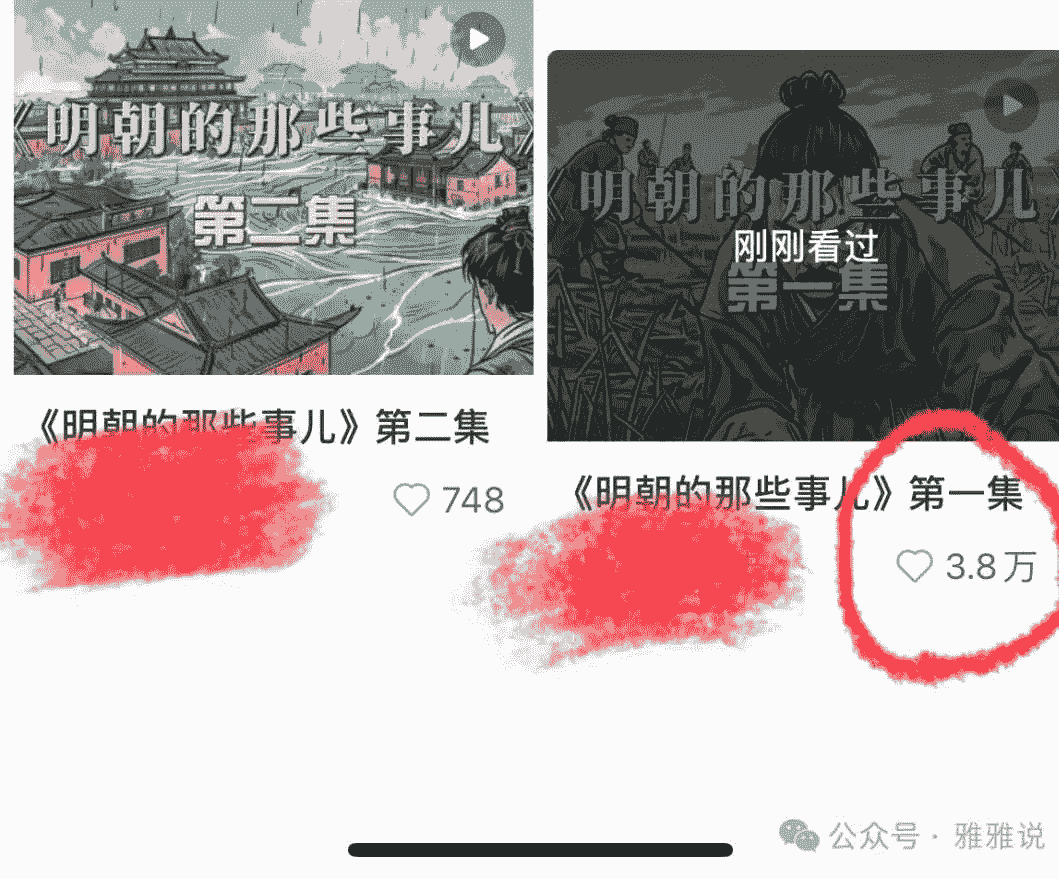 《明朝的那些事儿》
第二集
《明朝的那些事儿》第二集
748
《明朝的那些事儿
刚刚看过
第一集
《明朝的那些事儿》第一集
3.8万
公众号·雅雅说